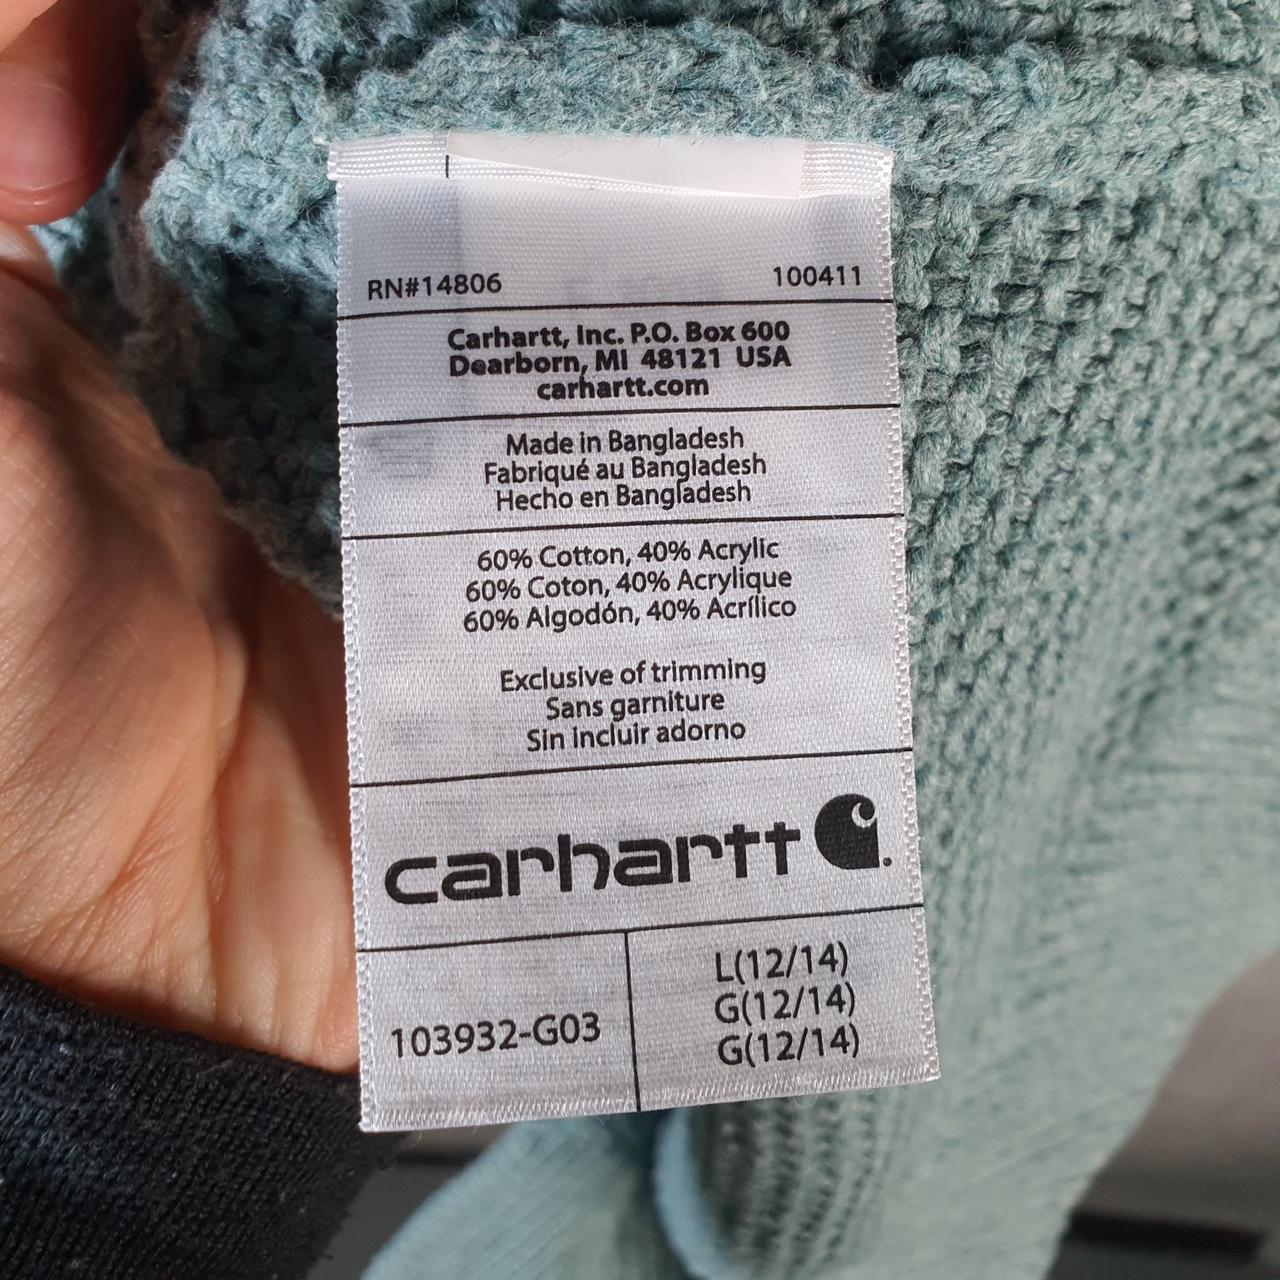 RN#14806 100411
Carhartt, Inc. P.O. Box 600
Dearborn, MI 48121 USA
carhartt.com
Made in Bangladesh
Fabriqué au Bangladesh
Hecho en Bangladesh
60% Cotton, 40% Acrylic
60% Coton, 40% Acrylique
60% Algodón, 40% Acrílico
Exclusive of trimming
Sans garniture
Sin incluir adorno
carhartt
103932-G03
L(12/14)
G(12/14)
G(12/14)